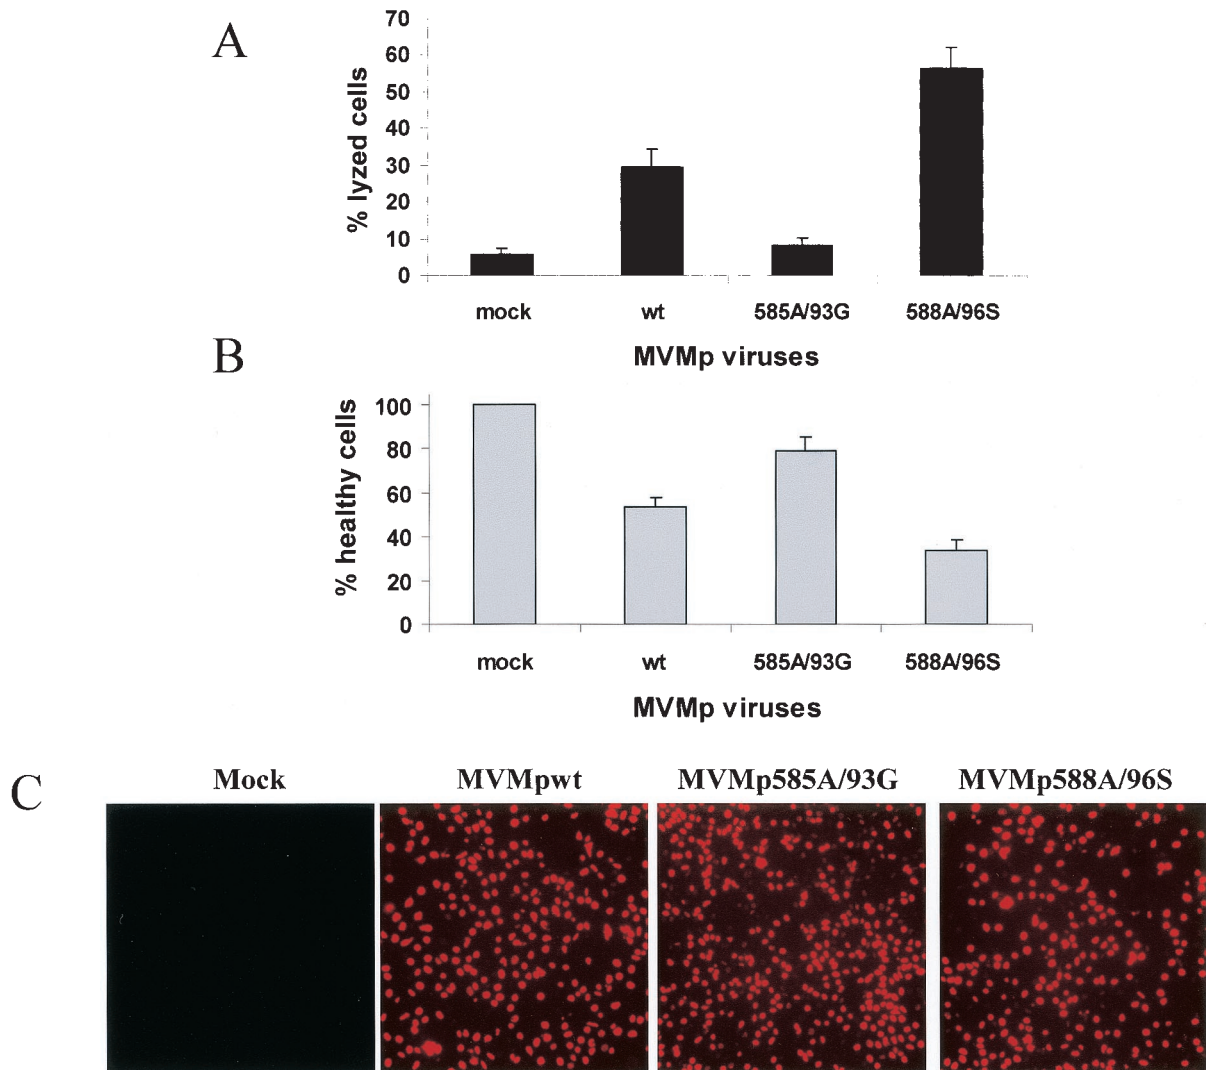 A
% lyzed cells
70
60
50
40
30
20
10
0
mock wt 585A/93G 588A/96S
MVMp viruses
B
% healthy cells
100
80
60
40
20
0
mock wt 585A/93G 588A/96S
MVMp viruses
C
Mock MVMpwt MVMp585A/93G MVMp588A/96S